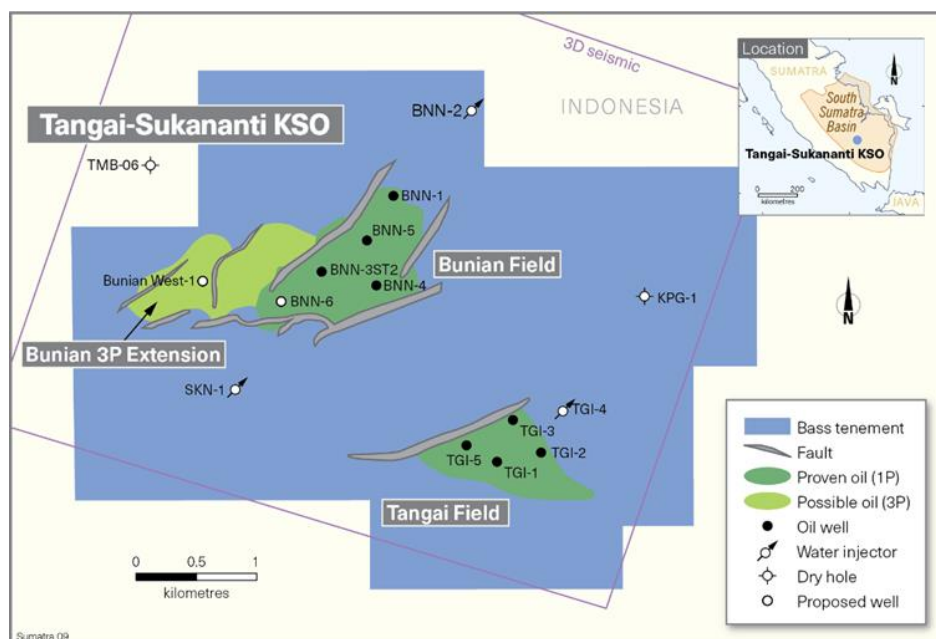 3D seismic
Location
SUMATRA
N
South
Sumatra
Basin
Tangai-Sukananti KSO
0 200
kilometres
JAVA
INDONESIA
BNN-2
Tangai-Sukananti KSO
TMB-06
BNN-1
BNN-5
Bunian Field
BNN-3ST2
Bunian West-1
BNN-4
BNN-6
KPG-1
N
Bunian 3P Extension
SKN-1
TGI-4
TGI-3
TGI-2
TGI-5
TGI-1
Tangai Field
Bass tenement
Fault
Proven oil (1P)
Possible oil (3P)
Oil well
Water injector
Dry hole
Proposed well
0 0.5 1
kilometres
Sumatra 09